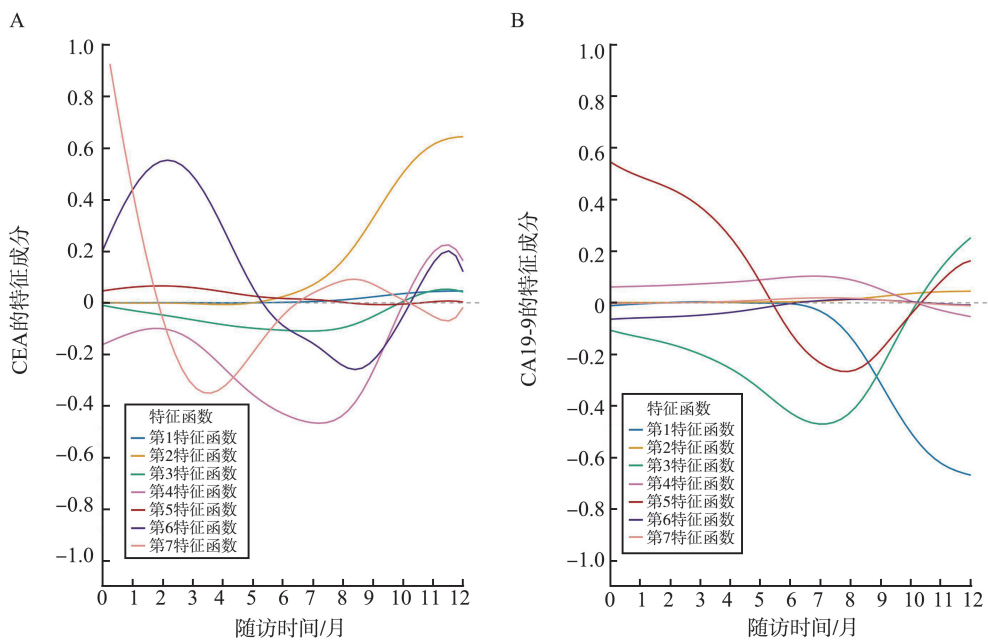 A
1.0
0.8
0.6
0.4
0.2
0
−0.2
−0.4
−0.6
−0.8
−1.0
CEA的特征成分
特征函数
第1特征函数
第2特征函数
第3特征函数
第4特征函数
第5特征函数
第6特征函数
第7特征函数
0 1 2 3 4 5 6 7 8 9 10 11 12
随访时间/月
B
1.0
0.8
0.6
0.4
0.2
0
−0.2
−0.4
−0.6
−0.8
−1.0
CA19-9的特征成分
特征函数
第1特征函数
第2特征函数
第3特征函数
第4特征函数
第5特征函数
第6特征函数
第7特征函数
0 1 2 3 4 5 6 7 8 9 10 11 12
随访时间/月